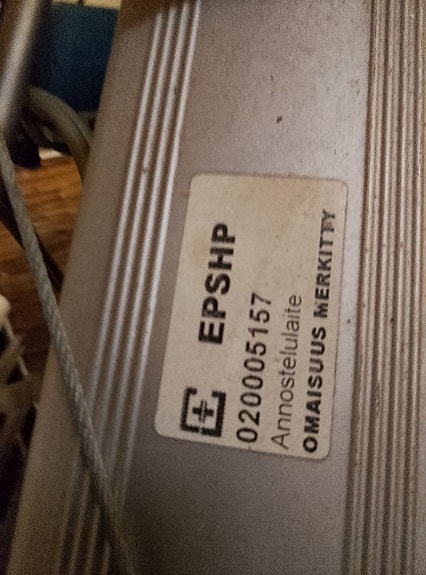 EPSHP
020005157
Annostelulaite
OMAISUUS MERKITTY